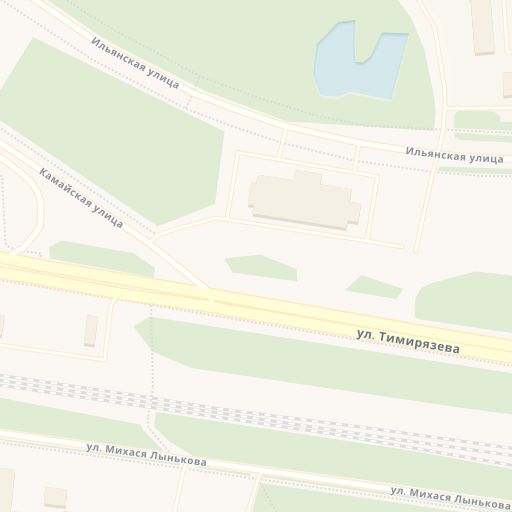 Ильянская улица
Ильянская улица
Камайская улица
ул. Тимирязева
ул. Михася Лынькова
ул. Михася Лынькова